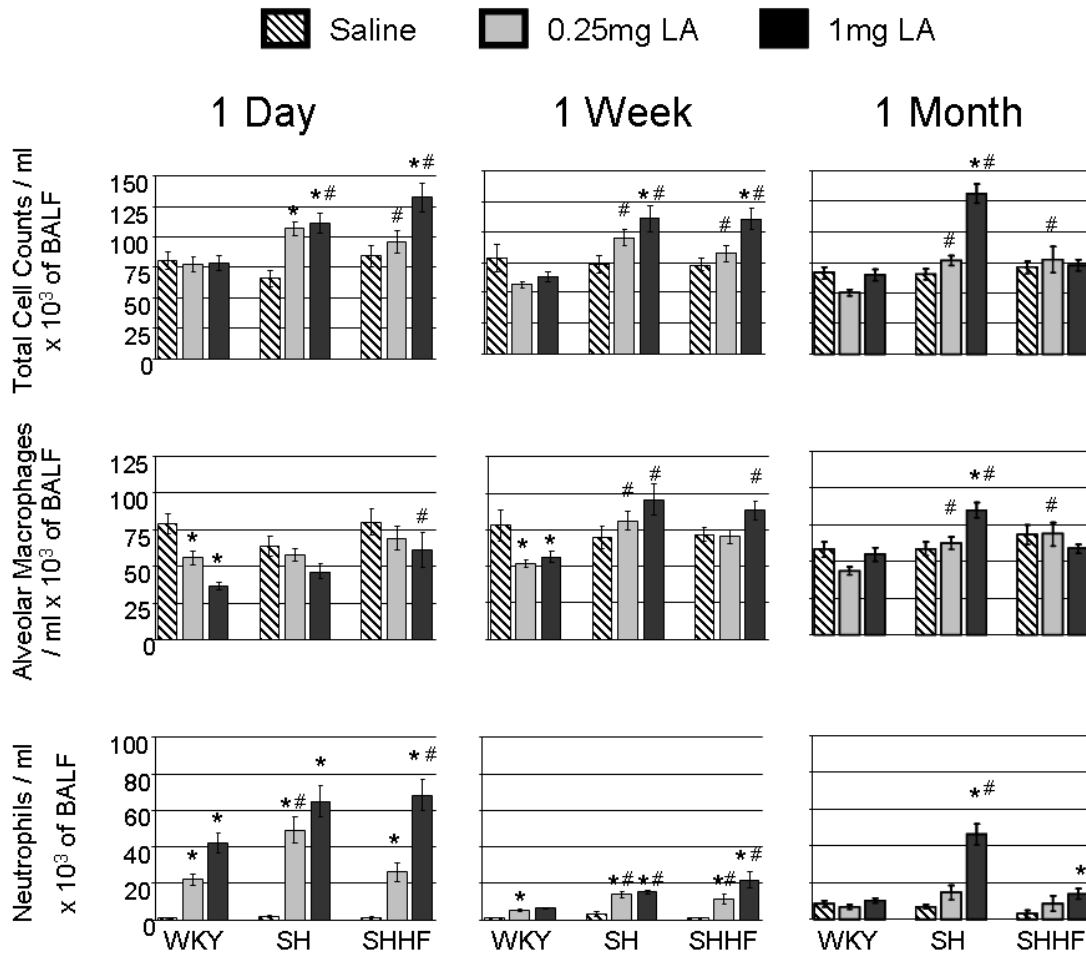 Saline 0.25mg LA 1mg LA
1 Day 1 Week 1 Month
Total Cell Counts / ml
x 10³ of BALF
150
125
100
75
50
25
0
* *# # *#
# *# # *#
# *# #
Alveolar Macrophages
/ ml x 10³ of BALF
125
100
75
50
25
0
* * #
* * # # #
# *# #
Neutrophils / ml
x 10³ of BALF
100
80
60
40
20
0
* * *# * * *#
* *# *# *# *#
*# *
WKY SH SHHF WKY SH SHHF WKY SH SHHF